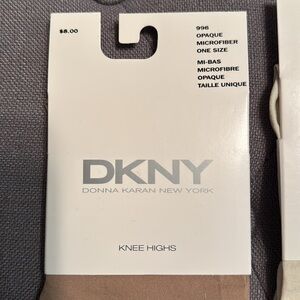 $8.00
996
OPAQUE
MICROFIBER
ONE SIZE
MI-BAS
MICROFIBRE
OPAQUE
TAILLE UNIQUE
DKNY
DONNA KARAN NEW YORK
KNEE HIGHS